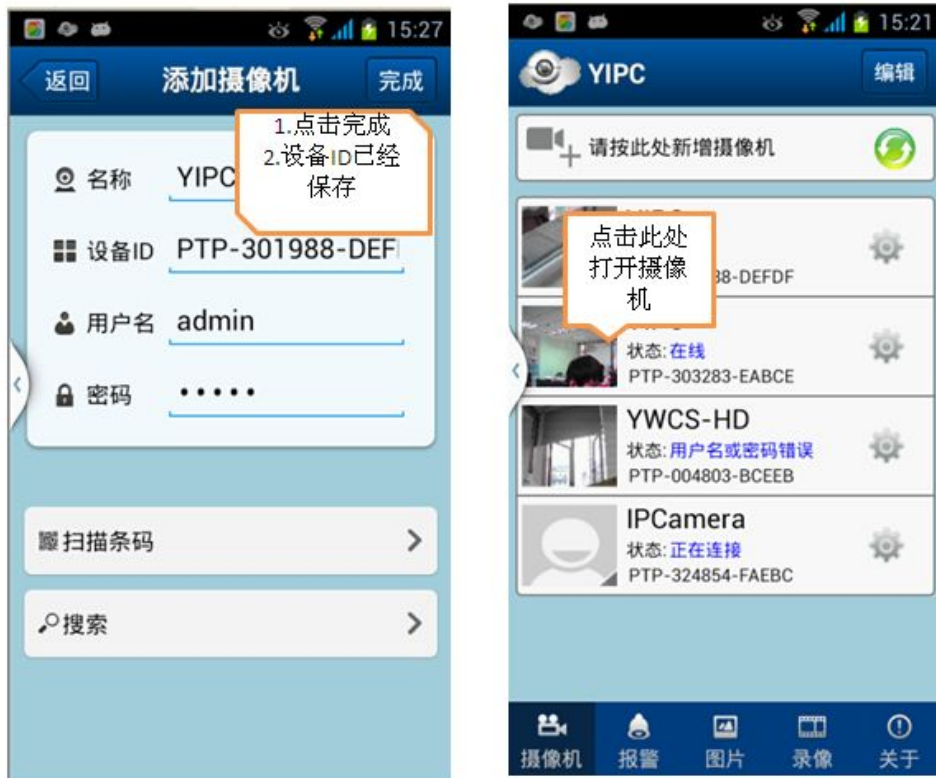 15:27
返回
添加摄像机
完成
1.点击完成
2.设备ID已经
保存
名称
YIPC
设备ID
PTP-301988-DEF
用户名
admin
密码
•••••
扫描条码
搜索
15:21
YIPC
编辑
请按此处新增摄像机
点击此处
打开摄像
机
88-DEFDF
状态:在线
PTP-303283-EABCE
YWCS-HD
状态:用户名或密码错误
PTP-004803-BCEEB
IPCamera
状态:正在连接
PTP-324854-FAEBC
摄像机
报警
图片
录像
关于